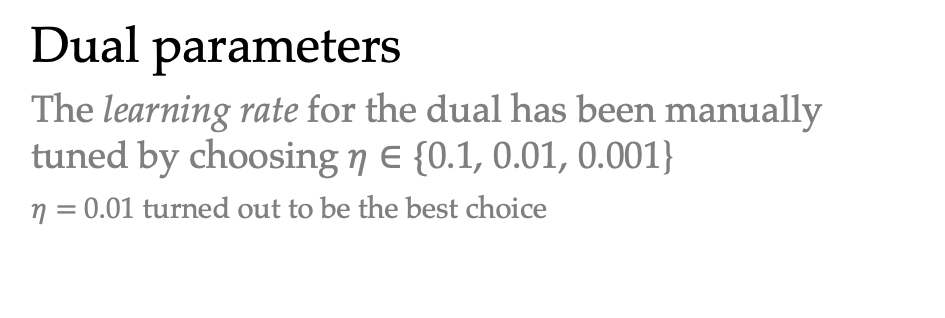 Dual parameters
The learning rate for the dual has been manually
tuned by choosing η ∈ {0.1, 0.01, 0.001}
η = 0.01 turned out to be the best choice